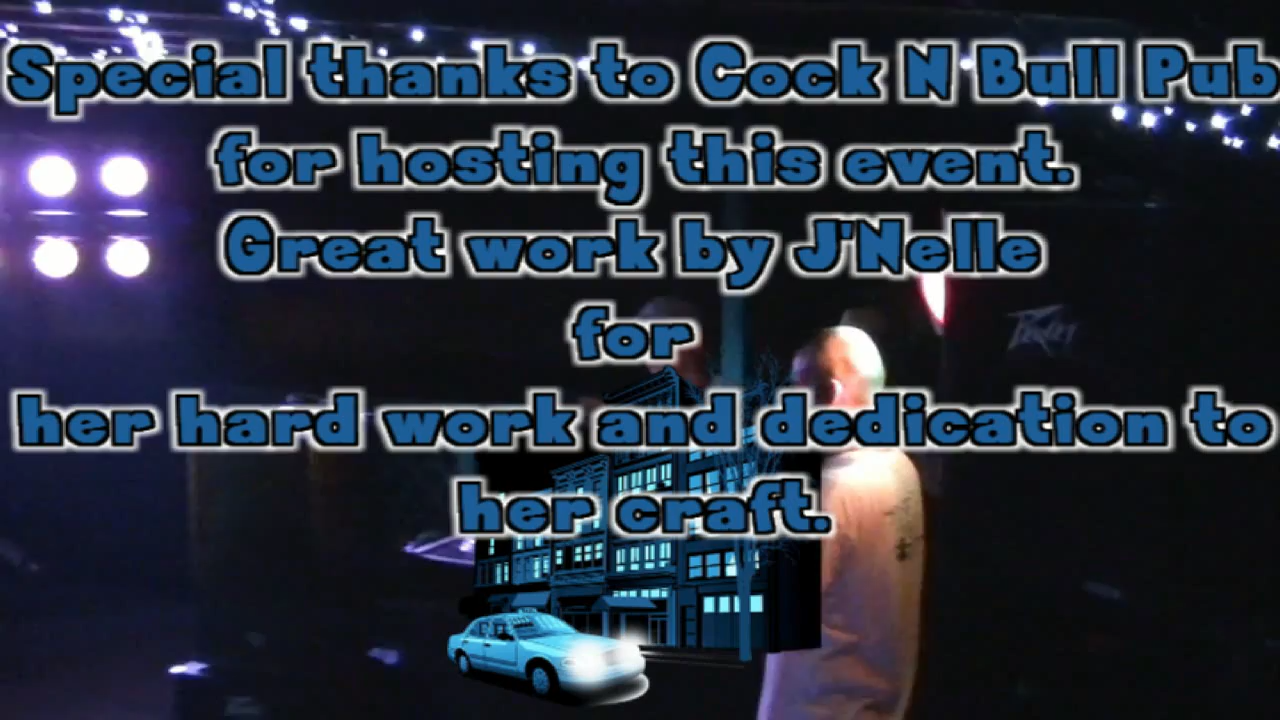 Special thanks to Cock N Bull Pub
for hosting this event.
Great work by J'Nelle
for
her hard work and dedication to
her craft.